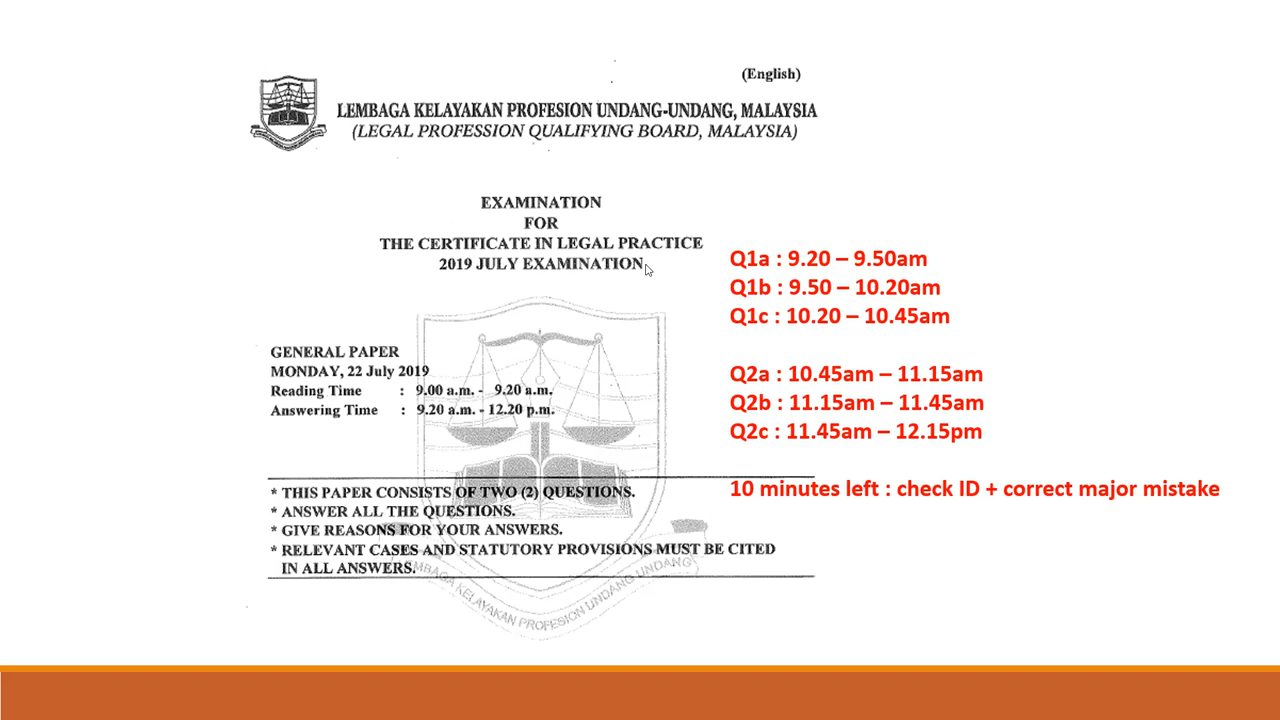 (English)
LEMBAGA KELAYAKAN PROFESION UNDANG-UNDANG, MALAYSIA
(LEGAL PROFESSION QUALIFYING BOARD, MALAYSIA)
EXAMINATION
FOR
THE CERTIFICATE IN LEGAL PRACTICE
2019 JULY EXAMINATION
GENERAL PAPER
MONDAY, 22 July 2019
Reading Time : 9.00 a.m. - 9.20 a.m.
Answering Time : 9.20 a.m. - 12.20 p.m.
* THIS PAPER CONSISTS OF TWO (2) QUESTIONS.
* ANSWER ALL THE QUESTIONS.
* GIVE REASONS FOR YOUR ANSWERS.
* RELEVANT CASES AND STATUTORY PROVISIONS MUST BE CITED
IN ALL ANSWERS.
LEMBAGA KELAYAKAN PROFESION UNDANG UNDANG
Q1a : 9.20 – 9.50am
Q1b : 9.50 – 10.20am
Q1c : 10.20 – 10.45am
Q2a : 10.45am – 11.15am
Q2b : 11.15am – 11.45am
Q2c : 11.45am – 12.15pm
10 minutes left : check ID + correct major mistake